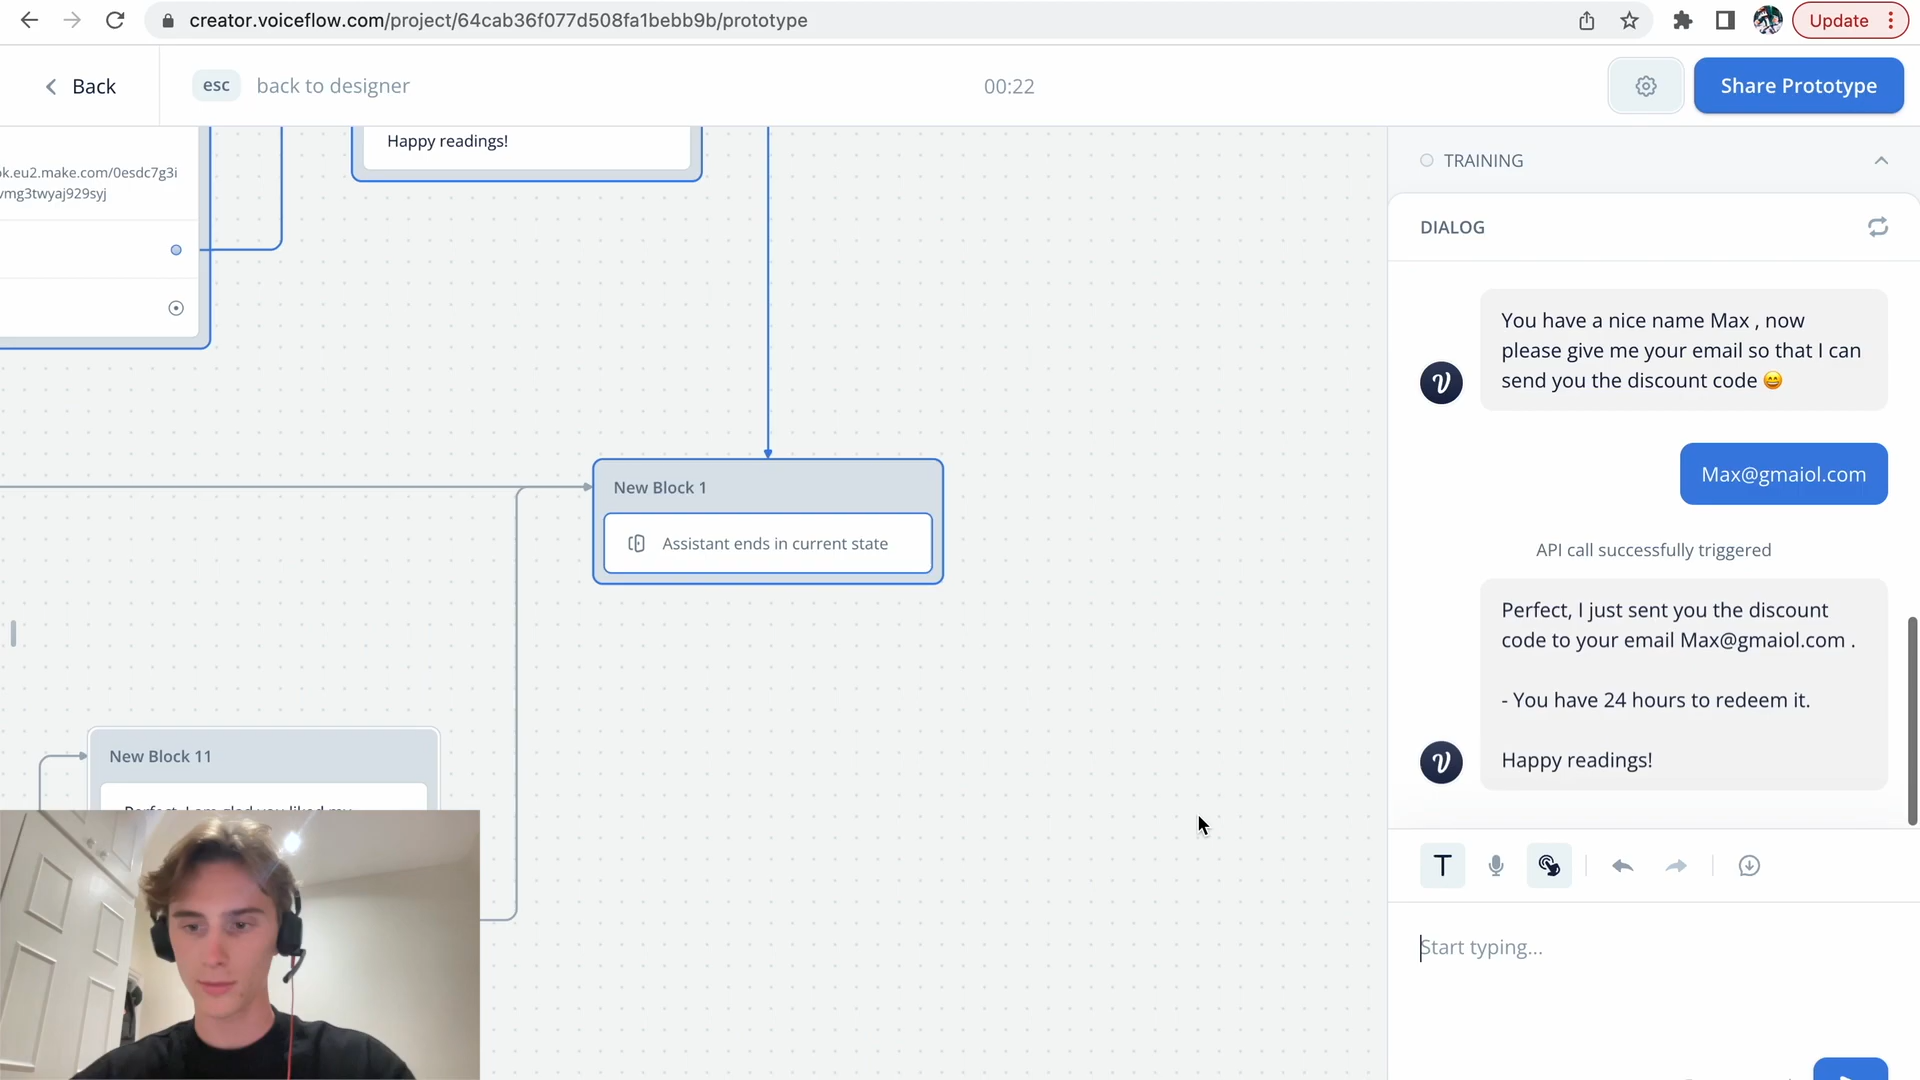 creator.voiceflow.com/project/64cab36f077d508fa1bebb9b/prototype
Update
Back
esc
back to designer
00:22
Share Prototype
Happy readings!
ok.eu2.make.com/0esdc7g3i
vmg3twyaj929syj
New Block 1
Assistant ends in current state
New Block 11
TRAINING
DIALOG
You have a nice name Max , now
please give me your email so that I can
send you the discount code 😄
Max@gmaiol.com
API call successfully triggered
Perfect, I just sent you the discount
code to your email Max@gmaiol.com .
- You have 24 hours to redeem it.
Happy readings!
T
Start typing...